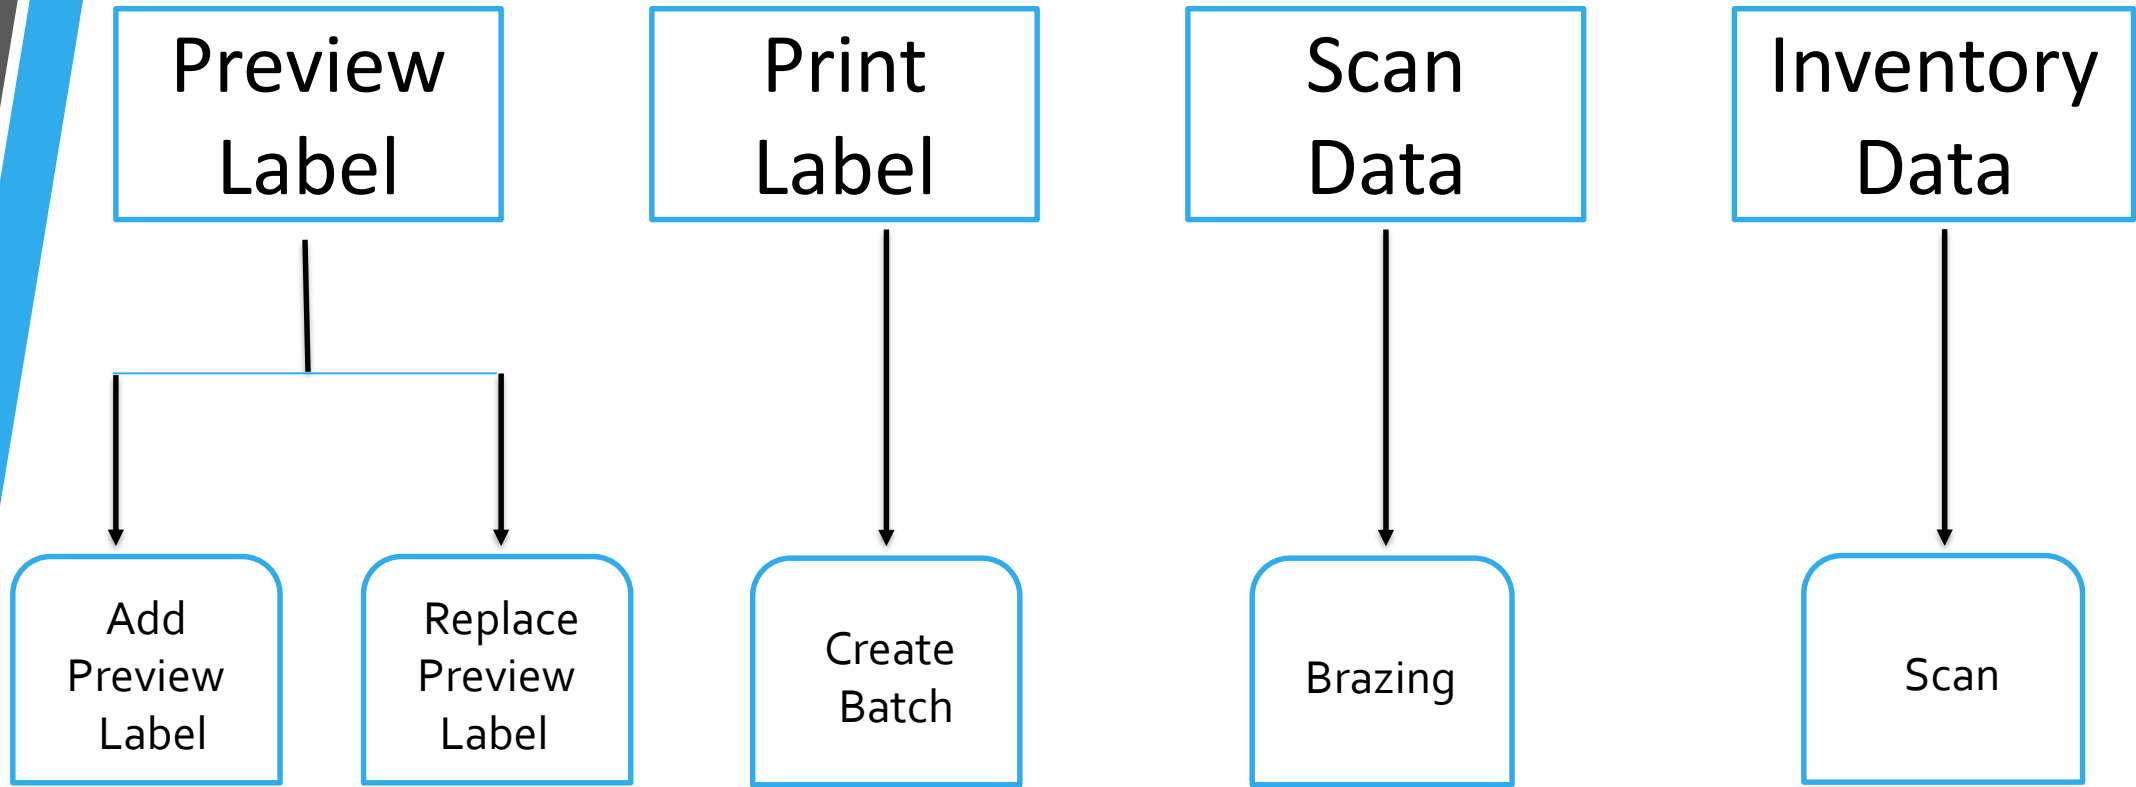 Preview
Label
Print
Label
Scan
Data
Inventory
Data
Add
Preview
Label
Replace
Preview
Label
Create
Batch
Brazing
Scan